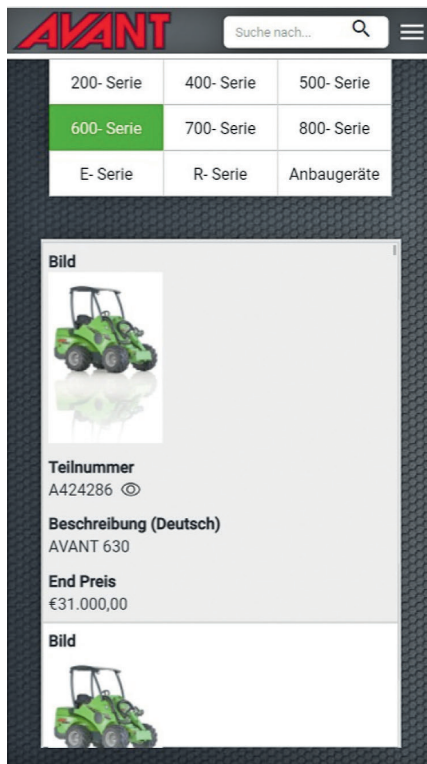 AVANT
Suche nach...
200- Serie 400- Serie 500- Serie
600- Serie 700- Serie 800- Serie
E- Serie R- Serie Anbaugeräte
Bild
Teilnummer
A424286
Beschreibung (Deutsch)
AVANT 630
End Preis
€31.000,00
Bild